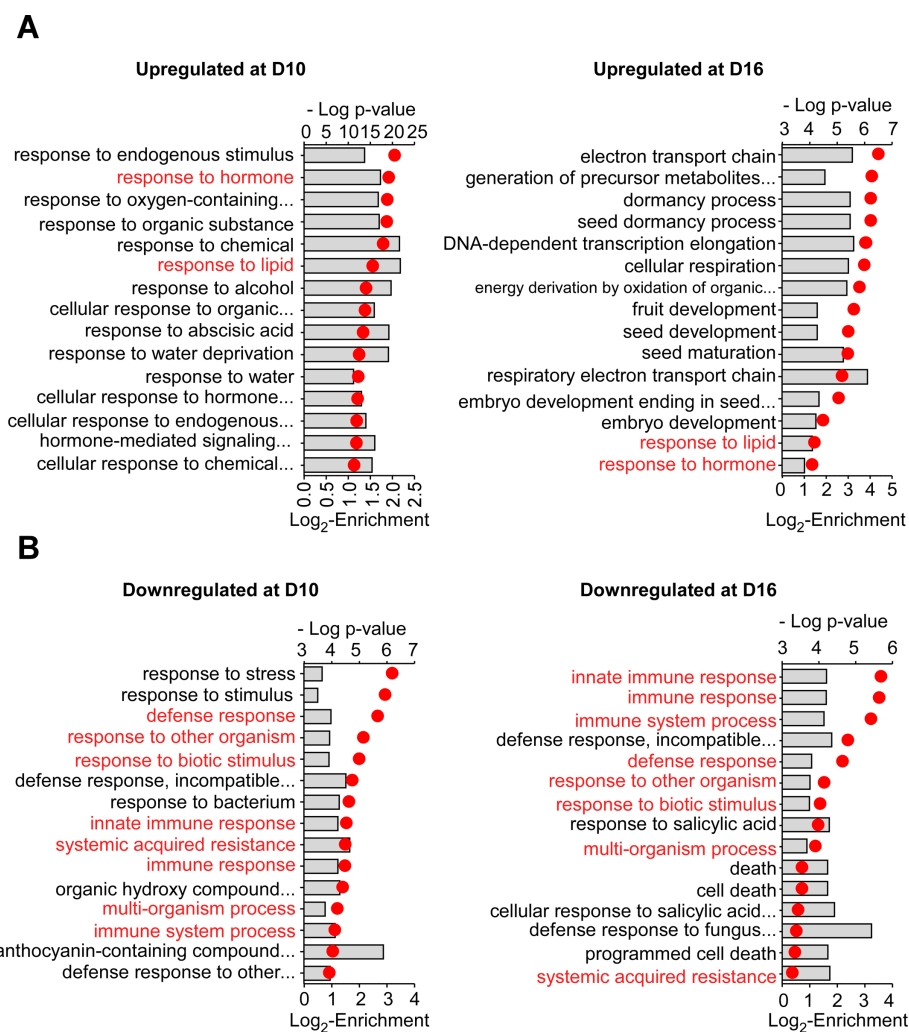 A
Upregulated at D10
- Log p-value
0 5 10 15 20 25
response to endogenous stimulus
response to hormone
response to oxygen-containing...
response to organic substance
response to chemical
response to lipid
response to alcohol
cellular response to organic...
response to abscisic acid
response to water deprivation
response to water
cellular response to hormone...
cellular response to endogenous...
hormone-mediated signaling...
cellular response to chemical...
0.0 0.5 1.0 1.5 2.0 2.5
Log2-Enrichment
Upregulated at D16
- Log p-value
3 4 5 6 7
electron transport chain
generation of precursor metabolites...
dormancy process
seed dormancy process
DNA-dependent transcription elongation
cellular respiration
energy derivation by oxidation of organic...
fruit development
seed development
seed maturation
respiratory electron transport chain
embryo development ending in seed...
embryo development
response to lipid
response to hormone
0 1 2 3 4 5
Log2-Enrichment
B
Downregulated at D10
- Log p-value
3 4 5 6 7
response to stress
response to stimulus
defense response
response to other organism
response to biotic stimulus
defense response, incompatible...
response to bacterium
innate immune response
systemic acquired resistance
immune response
organic hydroxy compound...
multi-organism process
immune system process
anthocyanin-containing compound...
defense response to other...
0 1 2 3 4
Log2-Enrichment
Downregulated at D16
- Log p-value
3 4 5 6
innate immune response
immune response
immune system process
defense response, incompatible...
defense response
response to other organism
response to biotic stimulus
response to salicylic acid
multi-organism process
death
cell death
cellular response to salicylic acid...
defense response to fungus...
programmed cell death
systemic acquired resistance
0 1 2 3 4
Log2-Enrichment